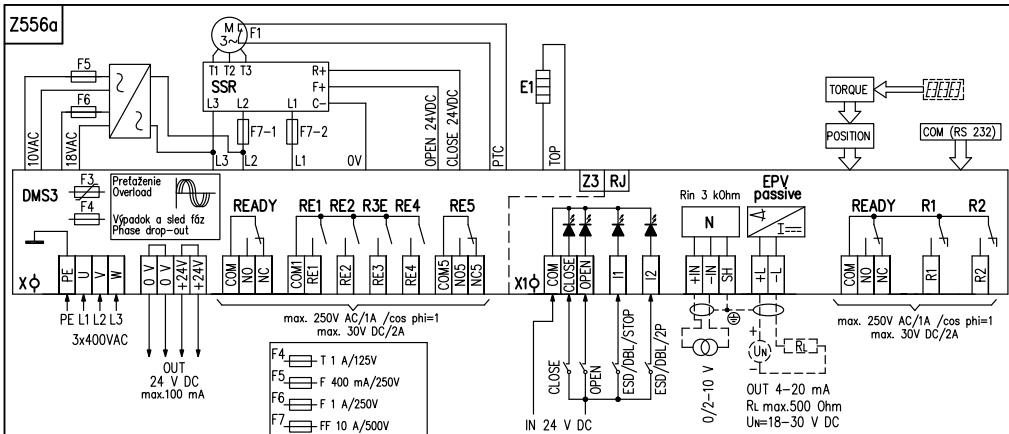 Z556a
M
3~
F1
T1 T2 T3
SSR
R+
F+
C-
L3 L2 L1
F5
F6
F7-1
F7-2
E1
TORQUE
POSITION
COM (RS 232)
10VAC
18VAC
L3
L2
L1
0V
OPEN 24VDC
CLOSE 24VDC
PTC
TOP
DMS3
F3
Preťaženie
Overload
F4
Výpadok a sled fáz
Phase drop-out
READY
RE1 RE2 R3E RE4
RE5
Z3 RJ
Rin 3 kOhm
N
EPV
passive
READY
R1
R2
X
PE
U
V
W
0 V
0 V
+24V
+24V
COM
NO
NC
COM1
RE1
RE2
RE3
RE4
COM5
NO5
NC5
X1
COM
CLOSE
OPEN
I1
I2
+IN
-IN
SH
+L
-L
COM
NO
NC
R1
R2
PE L1 L2 L3
3x400VAC
OUT
24 V DC
max.100 mA
max. 250V AC/1A /cos phi=1
max. 30V DC/2A
F4 T 1 A/125V
F5 F 400 mA/250V
F6 F 1 A/250V
F7 FF 10 A/500V
CLOSE
OPEN
ESD/DBL/STOP
ESD/DBL/2P
IN 24 V DC
0/2-10 V
+
UN
-
RL
OUT 4-20 mA
RL max.500 Ohm
UN=18-30 V DC
max. 250V AC/1A /cos phi=1
max. 30V DC/2A